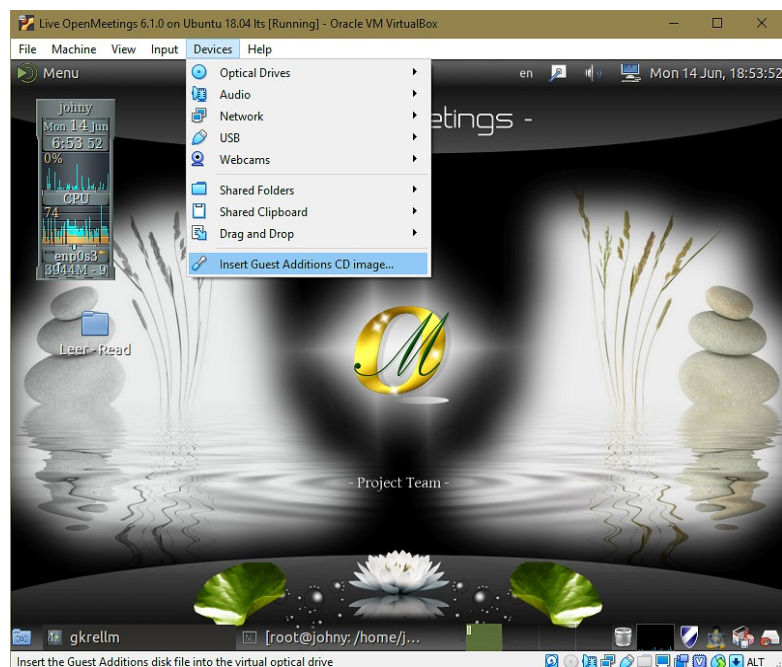 Live OpenMeetings 6.1.0 on Ubuntu 18.04 lts [Running] - Oracle VM VirtualBox
File Machine View Input Devices Help
Menu
en
Mon 14 Jun, 18:53:52
Optical Drives
Audio
Network
USB
Webcams
Shared Folders
Shared Clipboard
Drag and Drop
Insert Guest Additions CD image...
etings -
johny
Mon 14 Jun
6:53 52
0%
CPU
74
enp0s3
3944M - 9
Leer - Read
OM
- Project Team -
gkrellm
[root@johny: /home/j...
Insert the Guest Additions disk file into the virtual optical drive
ALT